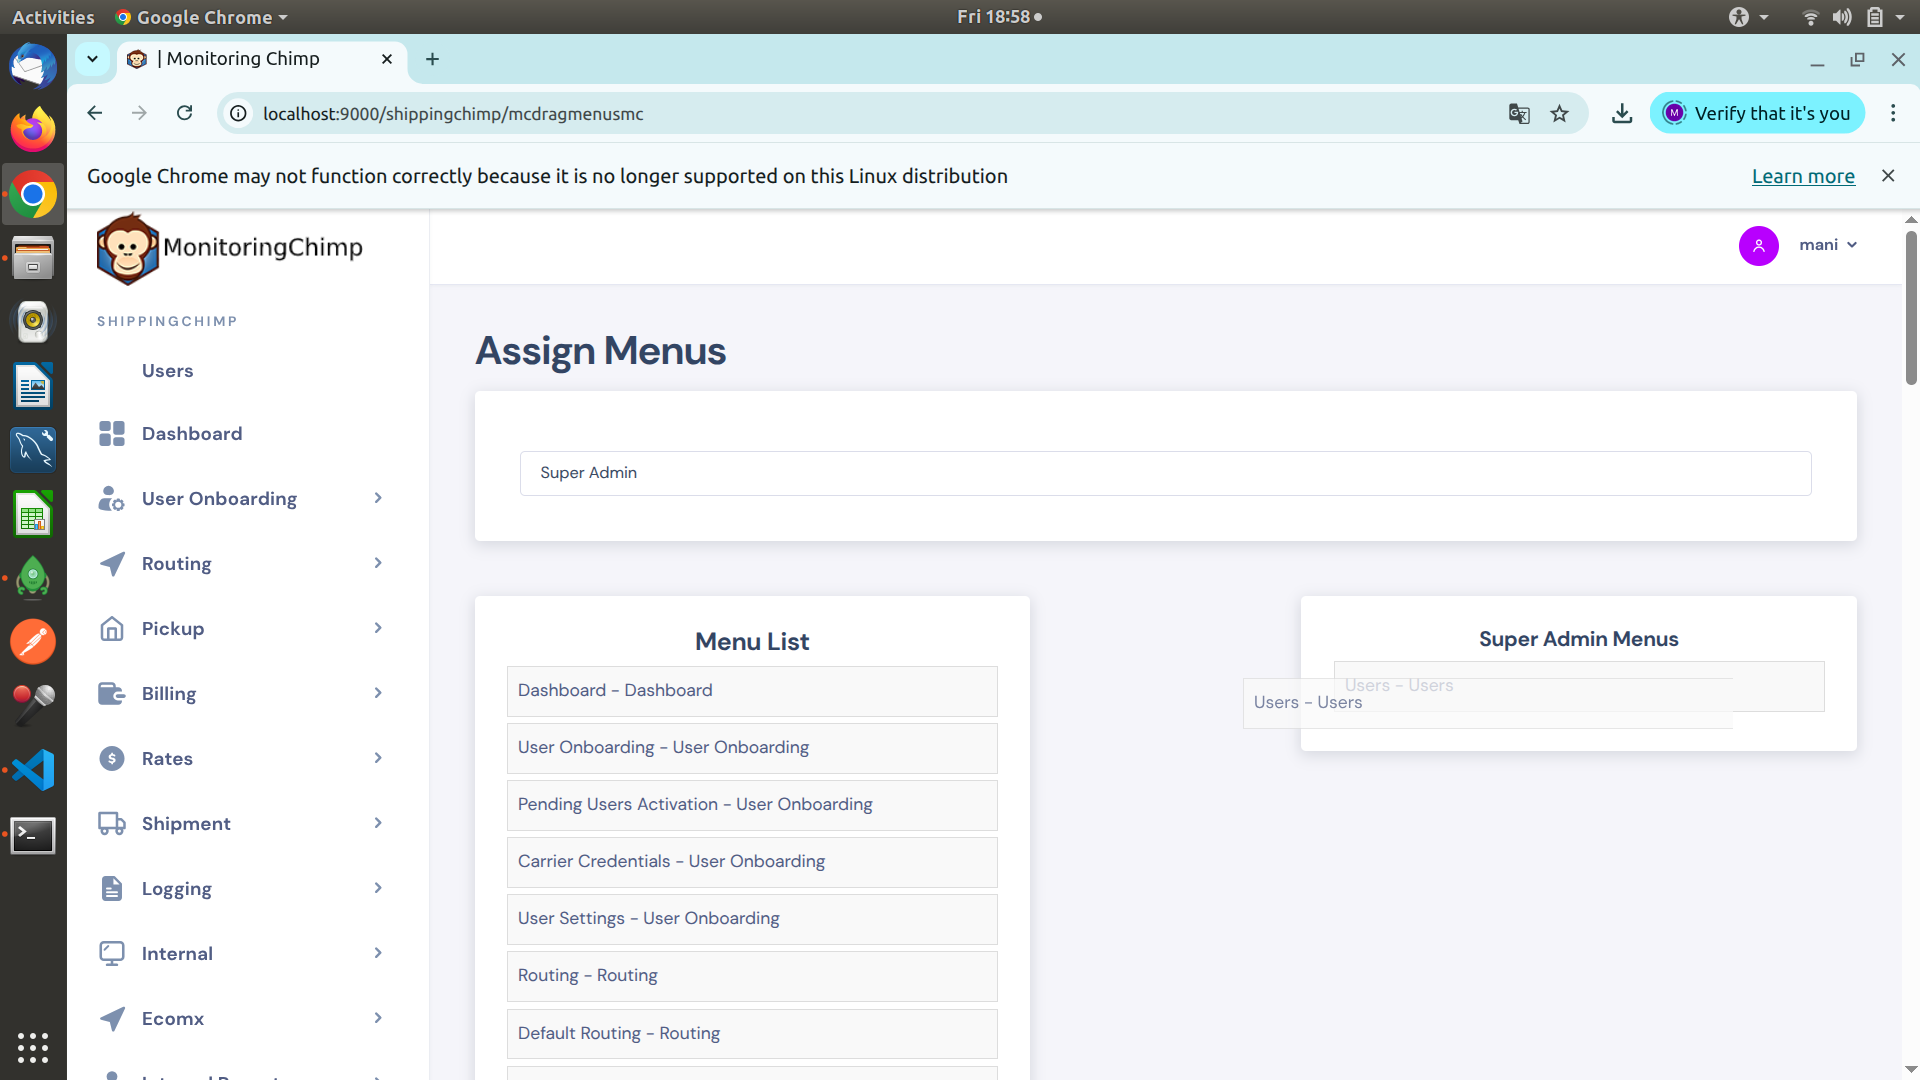 Activities
Google Chrome
Fri 18:58
| Monitoring Chimp
localhost:9000/shippingchimp/mcdragmenusmc
M
Verify that it's you
Google Chrome may not function correctly because it is no longer supported on this Linux distribution
Learn more
MonitoringChimp
mani
SHIPPINGCHIMP
Users
Dashboard
User Onboarding
Routing
Pickup
Billing
Rates
Shipment
Logging
Internal
Ecomx
Assign Menus
Super Admin
Menu List
Dashboard - Dashboard
User Onboarding - User Onboarding
Pending Users Activation - User Onboarding
Carrier Credentials - User Onboarding
User Settings - User Onboarding
Routing - Routing
Default Routing - Routing
Super Admin Menus
Users - Users
Users - Users